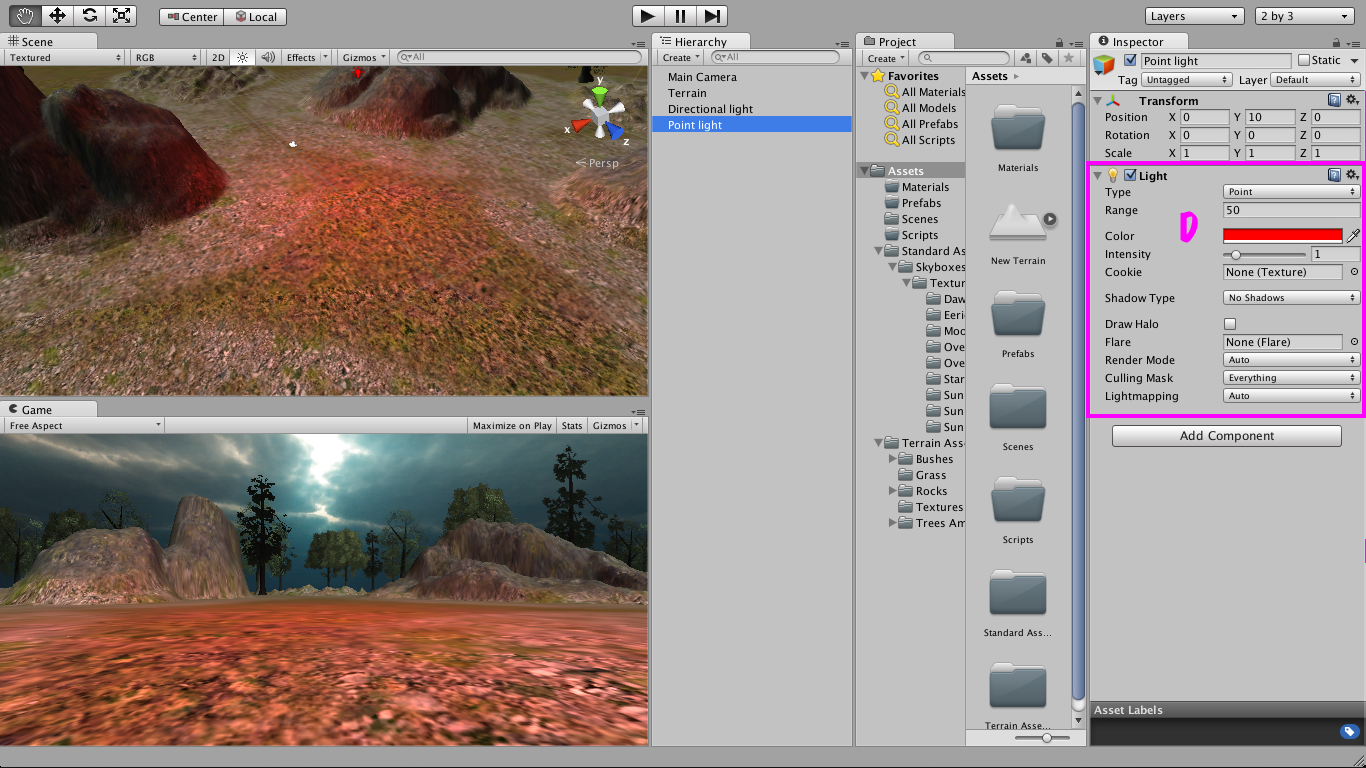 Center Local
Layers 2 by 3
Scene
Textured RGB 2D Effects Gizmos All
y
x
z
Persp
Game
Free Aspect Maximize on Play Stats Gizmos
Hierarchy
Create All
Main Camera
Terrain
Directional light
Point light
Project
Create
Favorites
All Materials
All Models
All Prefabs
All Scripts
Assets
Materials
Prefabs
Scenes
Scripts
Standard As
Skyboxes
Textur
Daw
Eeri
Moo
Ove
Ove
Star
Sun
Sun
Sun
Terrain Asse
Bushes
Grass
Rocks
Textures
Trees Am
Assets
Materials
New Terrain
Prefabs
Scenes
Scripts
Standard Ass...
Terrain Asse...
Inspector
Point light Static
Tag Untagged Layer Default
Transform
Position X 0 Y 10 Z 0
Rotation X 0 Y 0 Z 0
Scale X 1 Y 1 Z 1
Light
Type Point
Range 50
D
Color
Intensity 1
Cookie None (Texture)
Shadow Type No Shadows
Draw Halo
Flare None (Flare)
Render Mode Auto
Culling Mask Everything
Lightmapping Auto
Add Component
Asset Labels